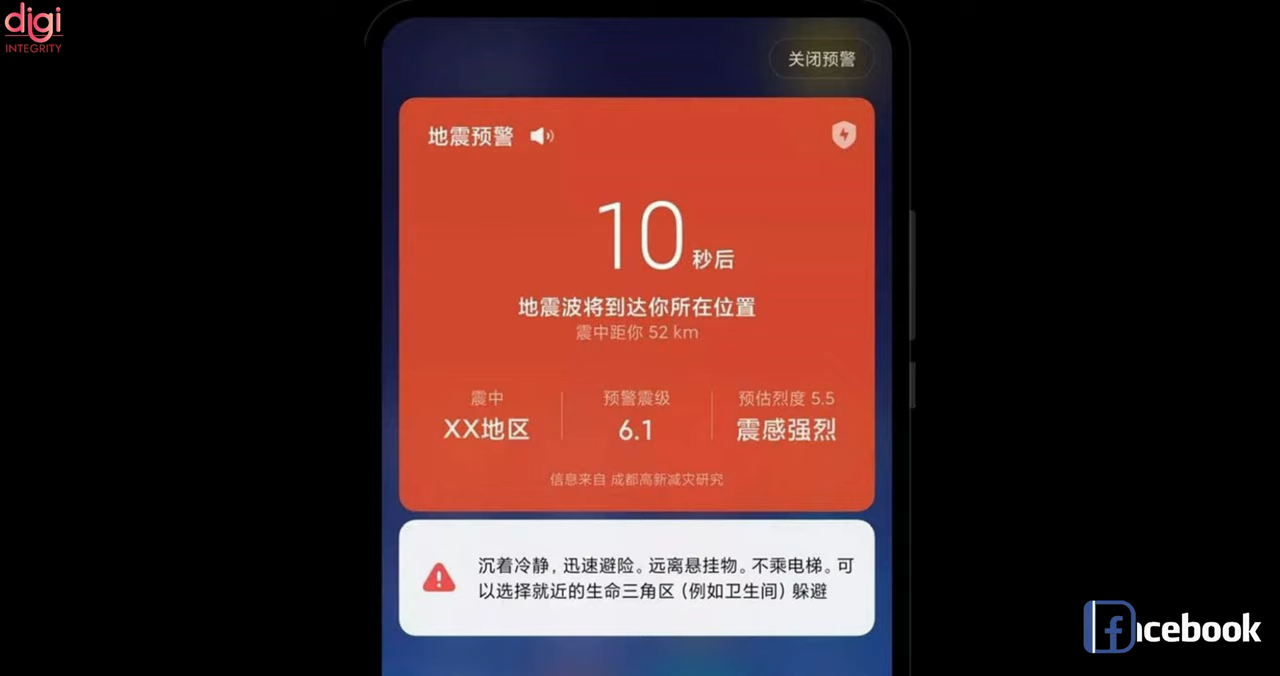 digi
INTEGRITY
关闭预警
地震预警
10 秒后
地震波将到达你所在位置
震中距你 52 km
震中
XX地区
预警震级
6.1
预估烈度 5.5
震感强烈
信息来自 成都高新减灾研究
沉着冷静，迅速避险。远离悬挂物。不乘电梯。可
以选择就近的生命三角区（例如卫生间）躲避
facebook